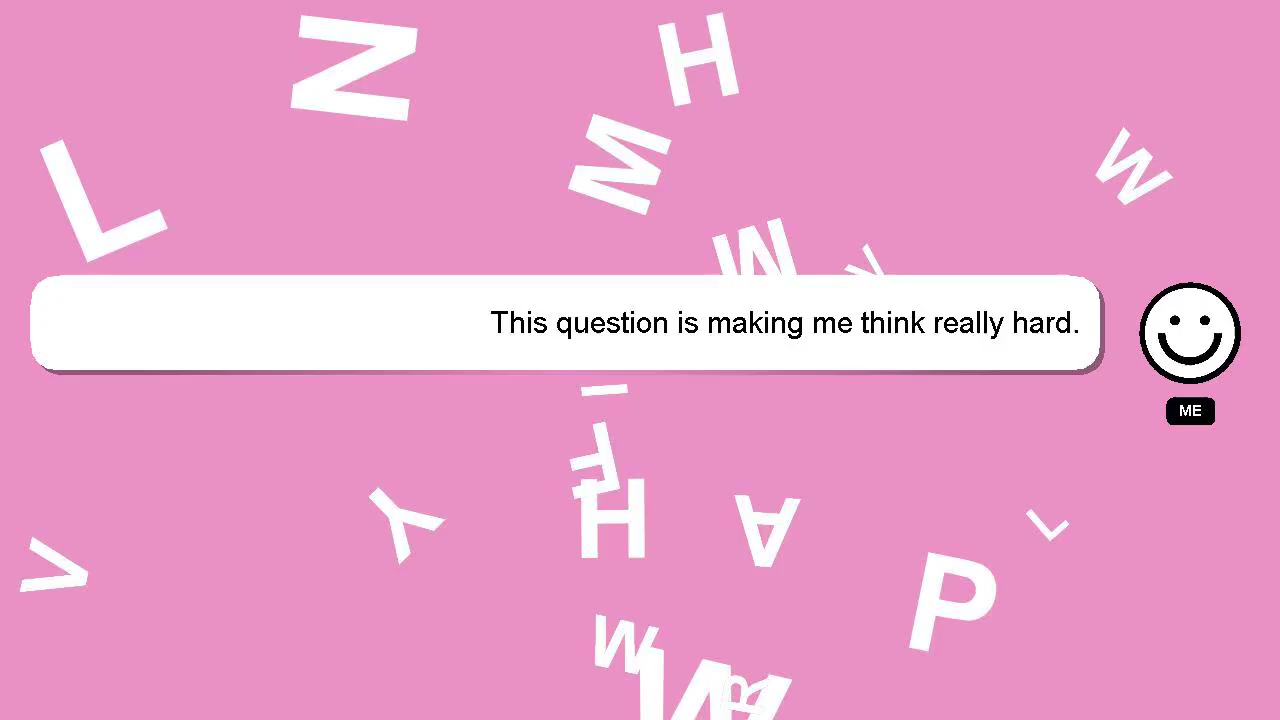 Z
H
M
L
W
W
V
This question is making me think really hard.
ME
I
F
H
Y
A
L
V
P
W
W
R